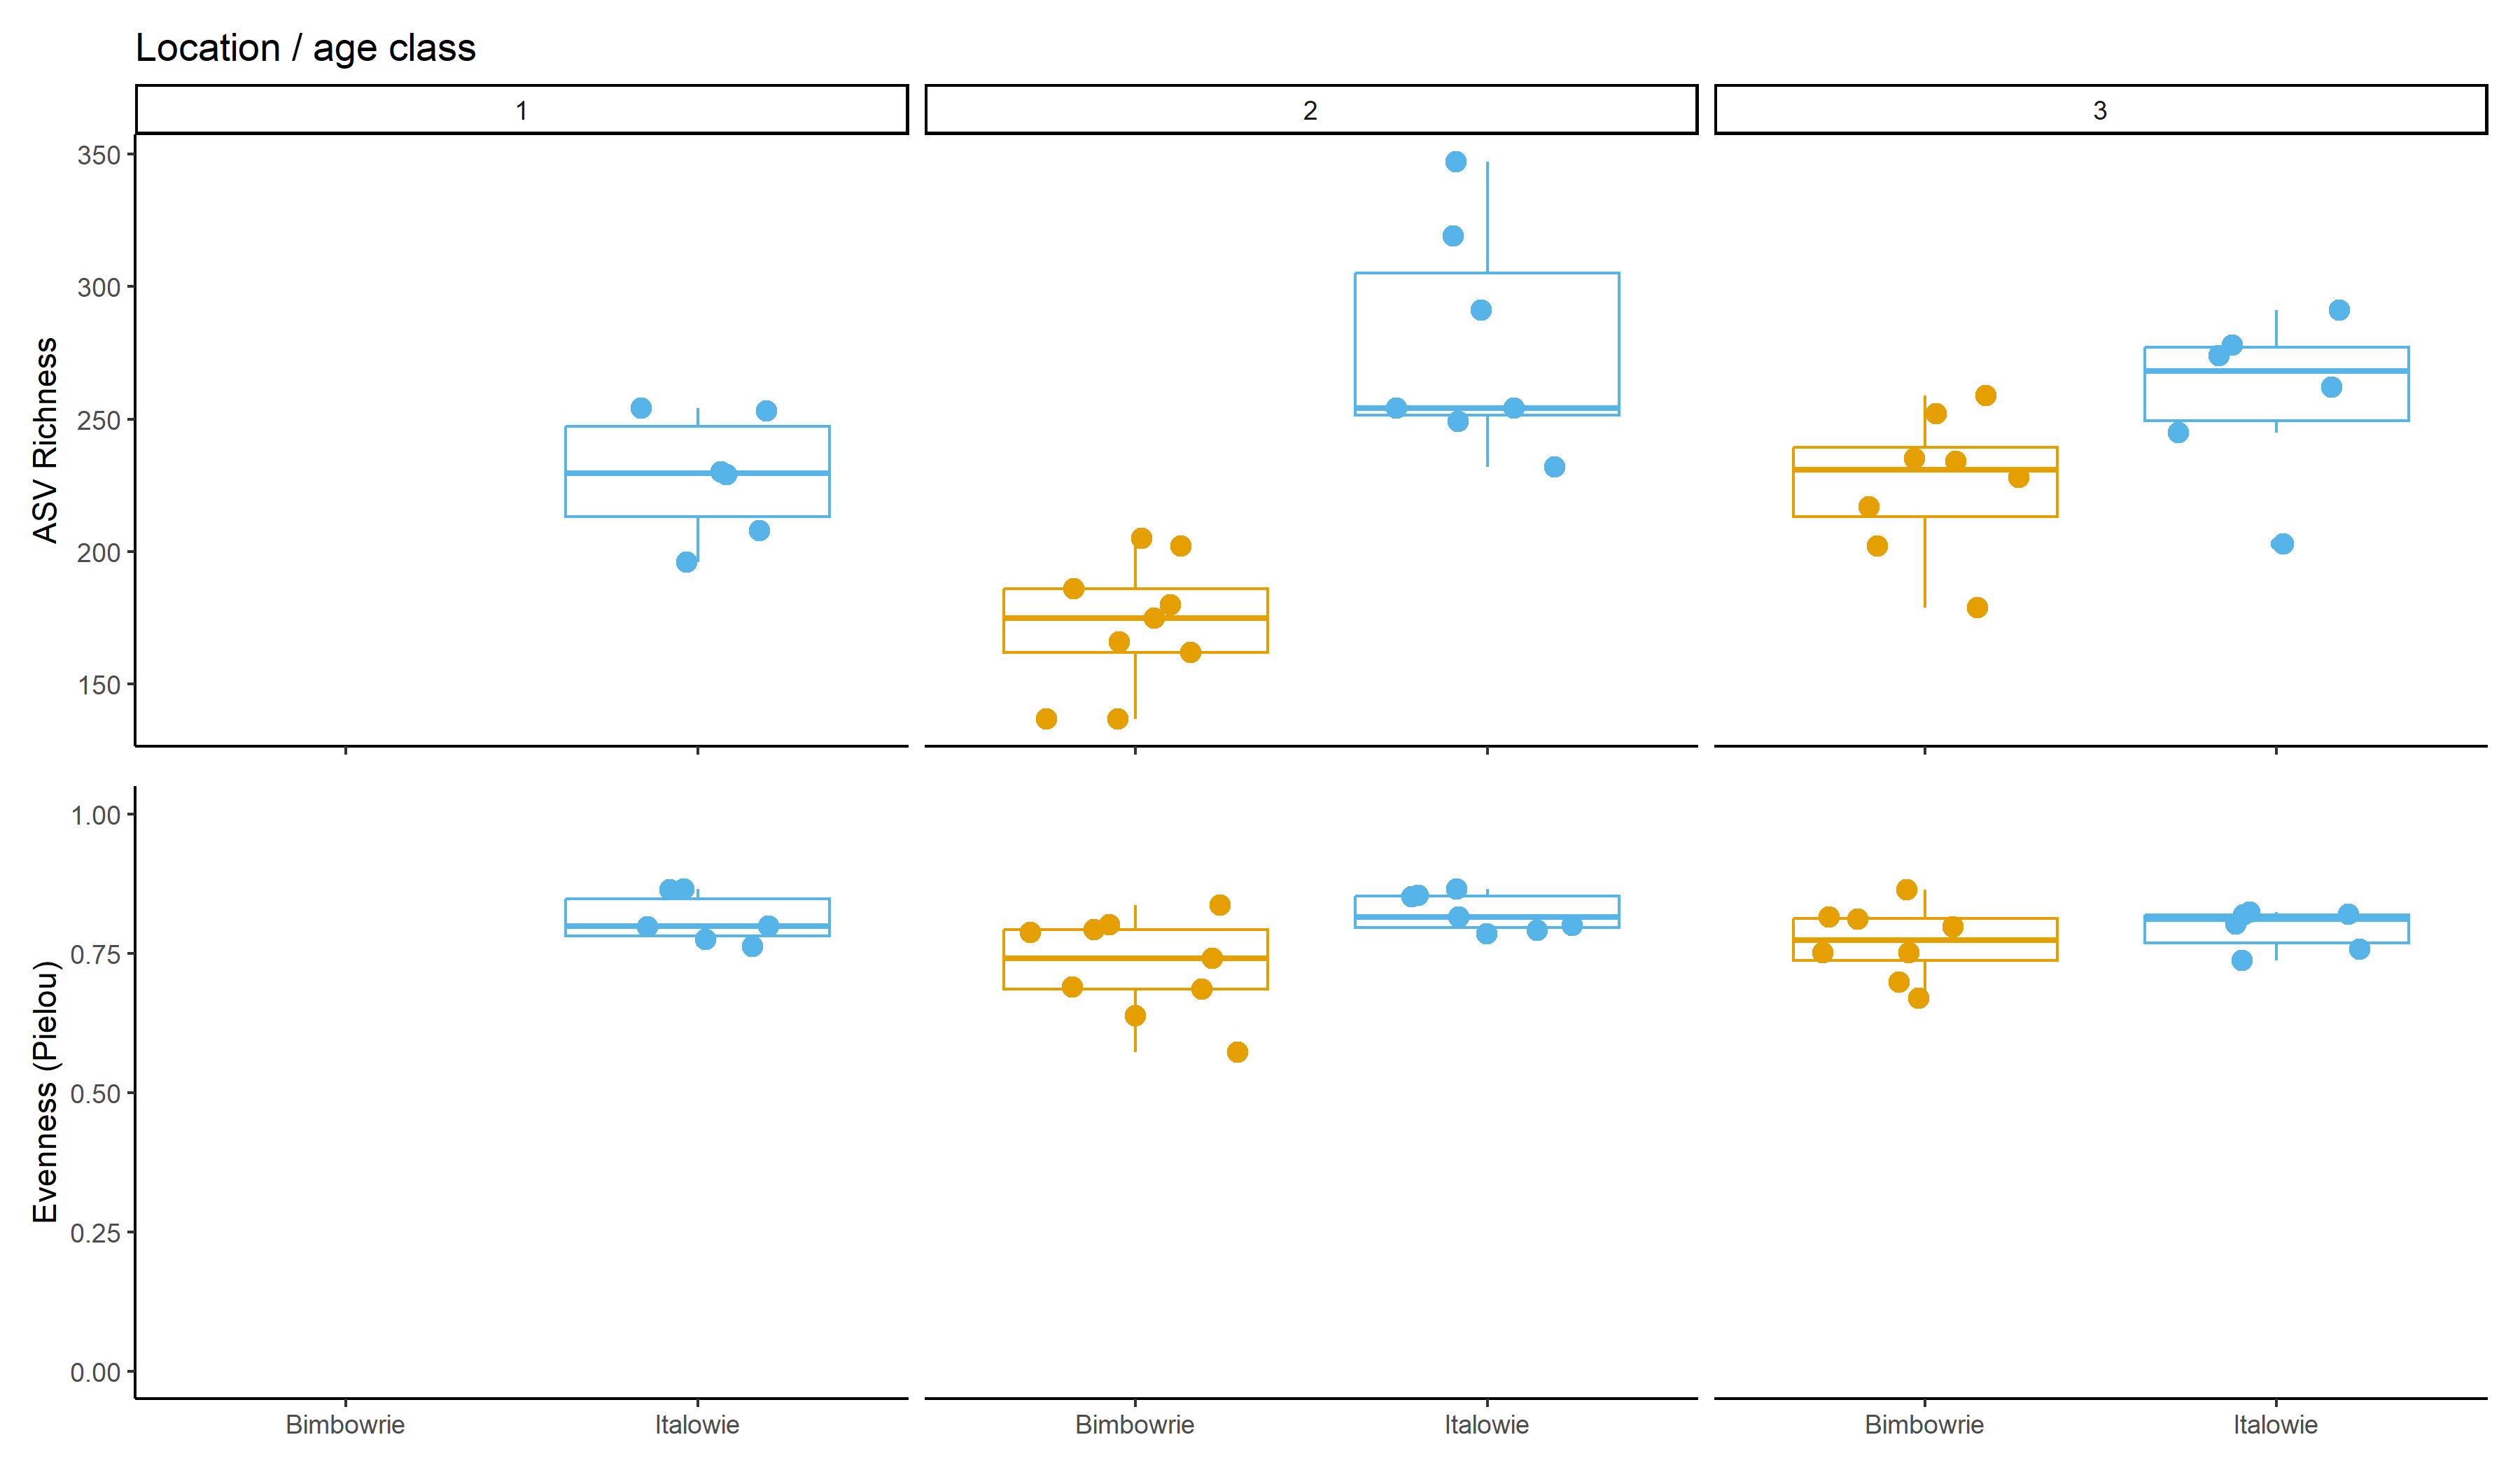 Location / age class
1 2 3
ASV Richness
350
300
250
200
150
Evenness (Pielou)
1.00
0.75
0.50
0.25
0.00
Bimbowrie Italowie Bimbowrie Italowie Bimbowrie Italowie